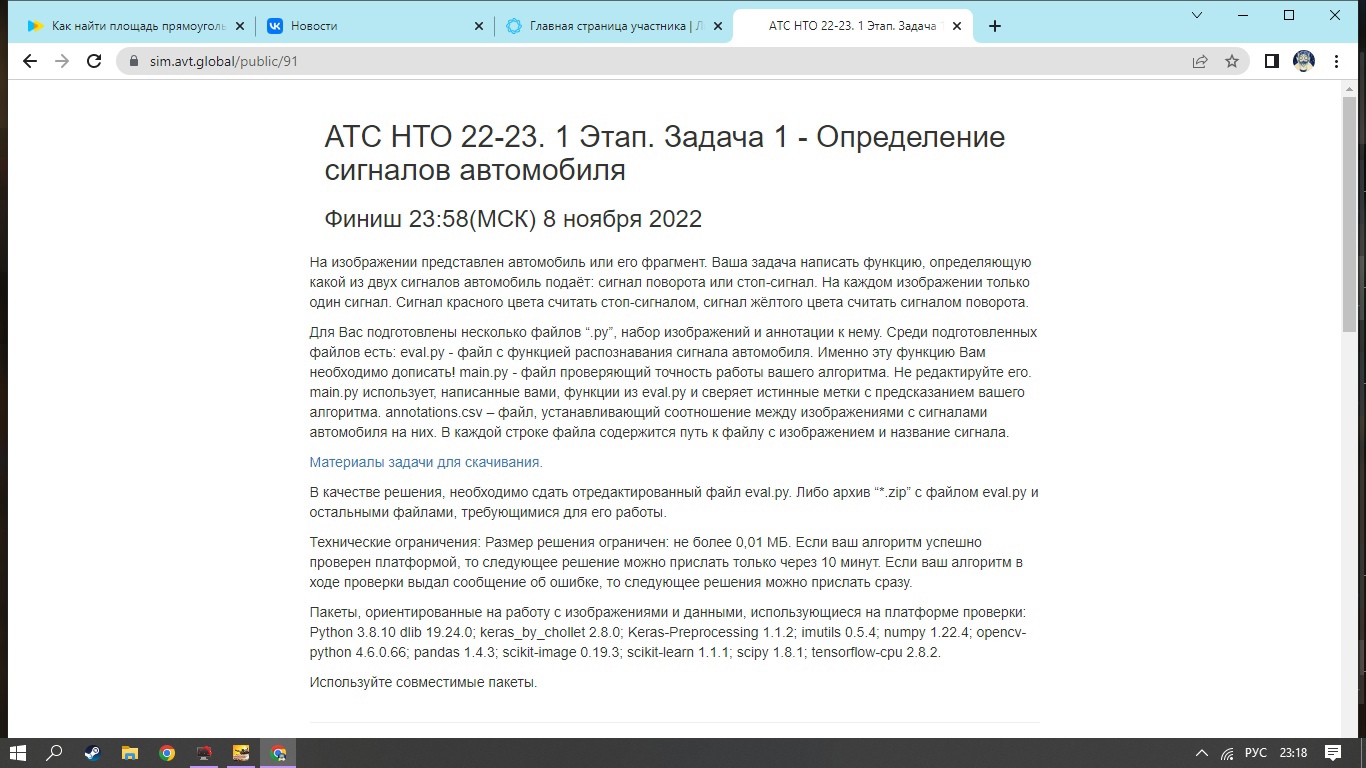 Как найти площадь прямоуголь
Новости
Главная страница участника | Л
АТС НТО 22-23. 1 Этап. Задача 1
sim.avt.global/public/91
АТС НТО 22-23. 1 Этап. Задача 1 - Определение
сигналов автомобиля
Финиш 23:58(МСК) 8 ноября 2022
На изображении представлен автомобиль или его фрагмент. Ваша задача написать функцию, определяющую
какой из двух сигналов автомобиль подаёт: сигнал поворота или стоп-сигнал. На каждом изображении только
один сигнал. Сигнал красного цвета считать стоп-сигналом, сигнал жёлтого цвета считать сигналом поворота.
Для Вас подготовлены несколько файлов “.py”, набор изображений и аннотации к нему. Среди подготовленных
файлов есть: eval.py - файл с функцией распознавания сигнала автомобиля. Именно эту функцию Вам
необходимо дописать! main.py - файл проверяющий точность работы вашего алгоритма. Не редактируйте его.
main.py использует, написанные вами, функции из eval.py и сверяет истинные метки с предсказанием вашего
алгоритма. annotations.csv – файл, устанавливающий соотношение между изображениями с сигналами
автомобиля на них. В каждой строке файла содержится путь к файлу с изображением и название сигнала.
Материалы задачи для скачивания.
В качестве решения, необходимо сдать отредактированный файл eval.py. Либо архив “*.zip” с файлом eval.py и
остальными файлами, требующимися для его работы.
Технические ограничения: Размер решения ограничен: не более 0,01 МБ. Если ваш алгоритм успешно
проверен платформой, то следующее решение можно прислать только через 10 минут. Если ваш алгоритм в
ходе проверки выдал сообщение об ошибке, то следующее решения можно прислать сразу.
Пакеты, ориентированные на работу с изображениями и данными, использующиеся на платформе проверки:
Python 3.8.10 dlib 19.24.0; keras_by_chollet 2.8.0; Keras-Preprocessing 1.1.2; imutils 0.5.4; numpy 1.22.4; opencv-
python 4.6.0.66; pandas 1.4.3; scikit-image 0.19.3; scikit-learn 1.1.1; scipy 1.8.1; tensorflow-cpu 2.8.2.
Используйте совместимые пакеты.
РУС
23:18